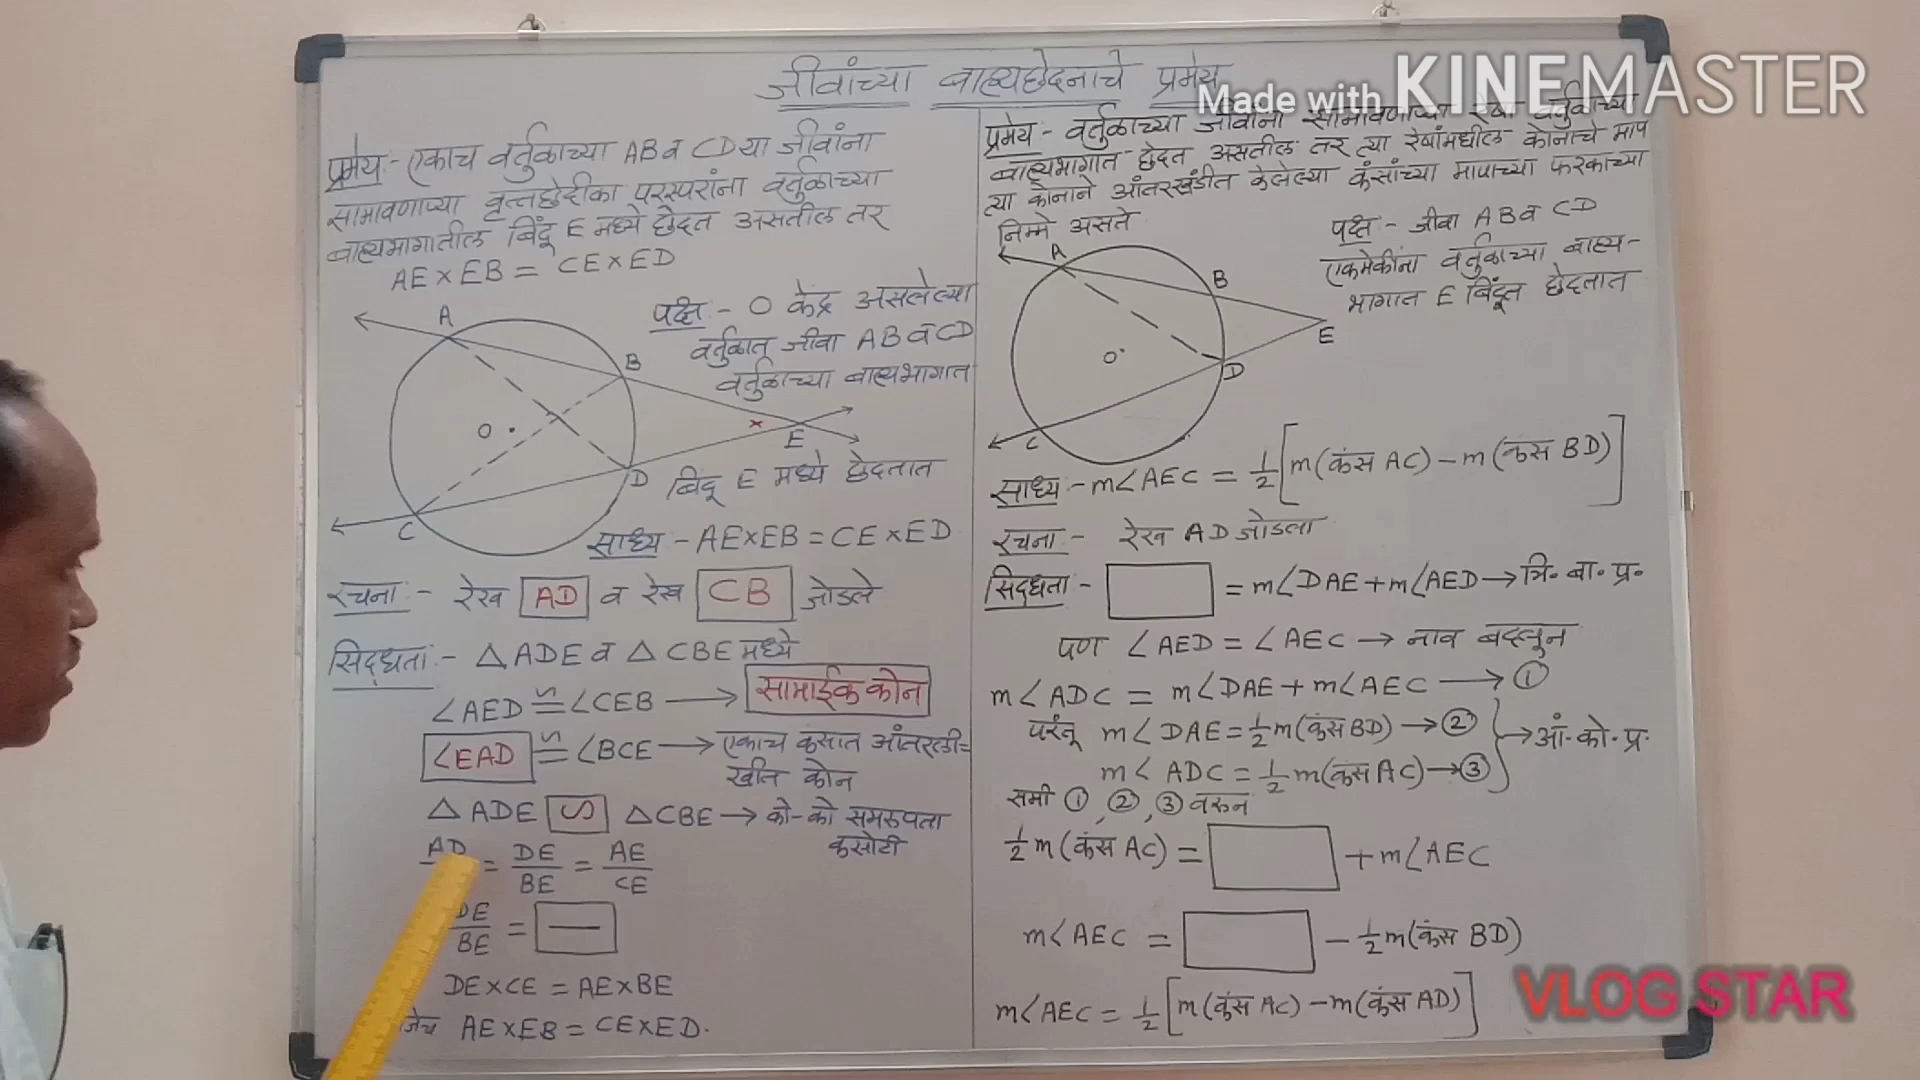 जीवांच्या बाह्यछेदनाचे प्रमेय
Made with KINEMASTER
प्रमेय:- एकाच वर्तुळाच्या AB व CD या जीवांना
सामावणाऱ्या वृत्तछेदीका परस्परांना वर्तुळाच्या
बाह्यभागातील बिंदू E मध्ये छेदत असतील तर
AE × EB = CE × ED
पक्ष:- O केंद्र असलेल्या
वर्तुळात जीवा AB व CD
वर्तुळाच्या बाह्यभागात
बिंदू E मध्ये छेदतात
A
B
O
×
E
D
C
साध्य - AE×EB = CE×ED
रचना:- रेख AD व रेख CB जोडले
सिद्धता:- △ADE व △CBE मध्ये
∠AED ≅ ∠CEB → सामाईक कोन
∠EAD ≅ ∠BCE → एकाच कंसात आंतरली=
खीत कोन
△ADE ∽ △CBE → को-को समरूपता
कसोटी
AD = DE/BE = AE/CE
DE/BE = —
DE×CE = AE×BE
AE×EB = CE×ED.
प्रमेय:- वर्तुळाच्या जीवांना सामावणाऱ्या रेषा वर्तुळाच्या
बाह्यभागात छेदत असतील तर त्या रेषांमधील कोनाचे माप
त्या कोनाने आंतरखंडीत केलेल्या कंसांच्या मापाच्या फरकाच्या
निम्मे असते
पक्ष:- जीवा AB व CD
एकमेकींना वर्तुळाच्या बाह्य-
भागात E बिंदूत छेदतात
A
B
E
O
D
C
साध्य:- m∠AEC = 1/2 [m(कंस AC) - m(कंस BD)]
रचना:- रेख AD जोडला
सिद्धता- = m∠DAE + m∠AED → त्रि. बा. प्र.
पण ∠AED = ∠AEC → नाव बदलून
m∠ADC = m∠DAE + m∠AEC → ①
परंतू m∠DAE = 1/2 m(कंस BD) → ②
m∠ADC = 1/2 m(कंस AC) → ③ } → आं. को. प्र.
समी ①, ②, ③ वरून
1/2 m(कंस AC) = + m∠AEC
m∠AEC = - 1/2 m(कंस BD)
m∠AEC = 1/2 [m(कंस AC) - m(कंस AD)]
VLOG STAR